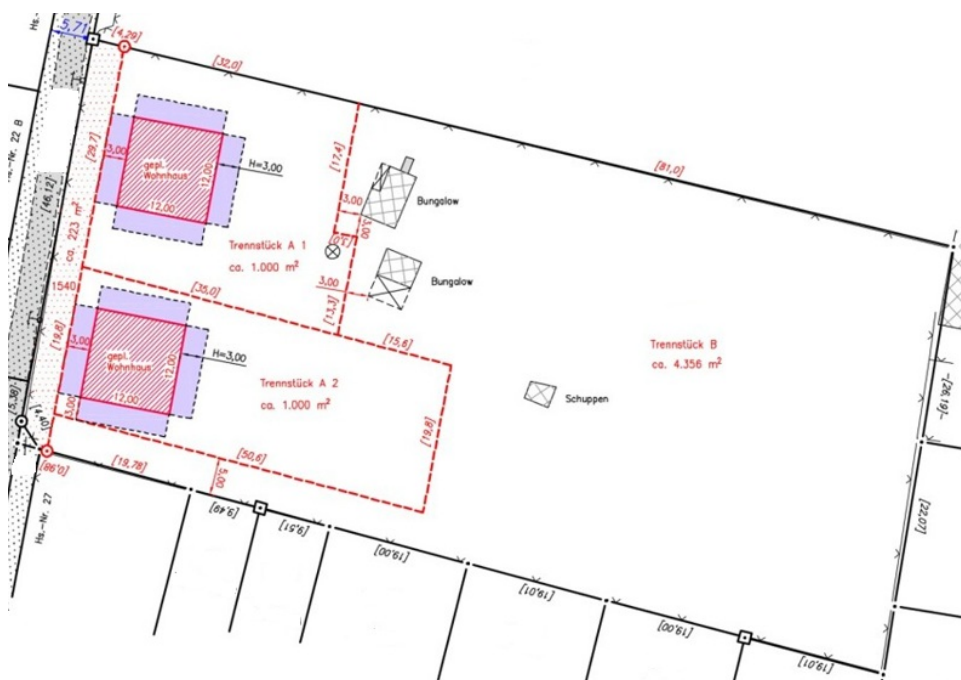 5,71
[4,29]
[32,0]
[81,0]
Hs.-Nr. 22 B
[46,12]
ca. 223 m²
[29,7]
3,00
gepl.
Wohnhaus
12,00
12,00
H=3,00
[17,4]
3,00
3,00
Bungalow
Trennstück A 1
ca. 1.000 m²
3,00
Bungalow
[13,3]
1540
[35,0]
[15,6]
[19,8]
3,00
gepl.
Wohnhaus
12,00
12,00
H=3,00
3,00
Trennstück A 2
ca. 1.000 m²
[19,8]
Trennstück B
ca. 4.356 m²
Schuppen
[26,19]
[22,07]
[50,6]
5,00
[19,78]
[9,49]
[9,51]
[19,00]
[19,01]
[19,00]
[19,01]
Hs.-Nr. 27